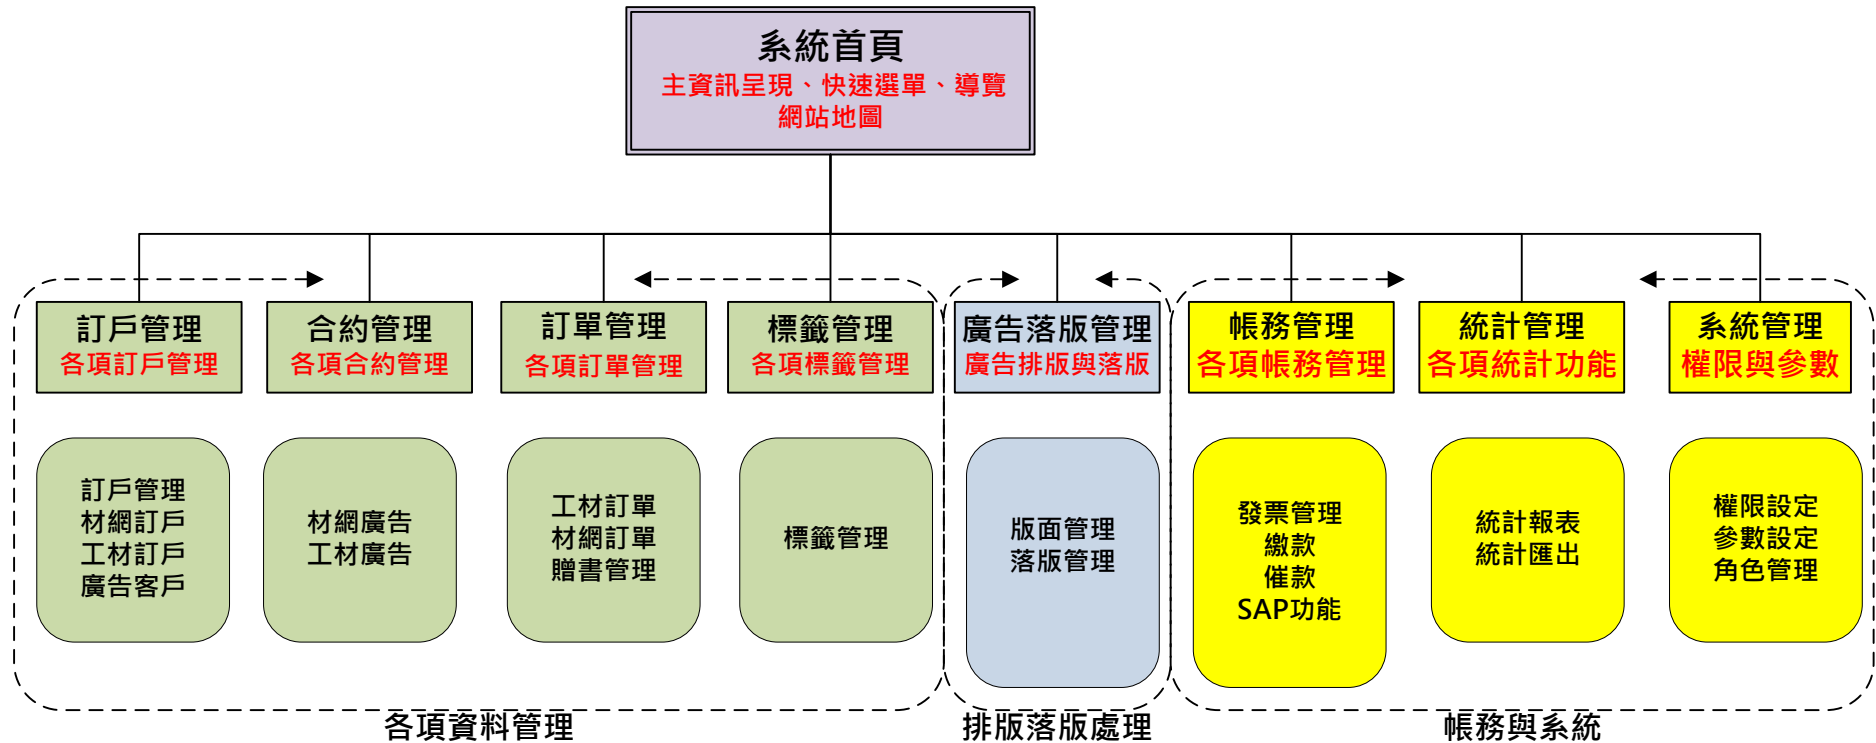 系統首頁
主資訊呈現、快速選單、導覽
網站地圖
訂戶管理
各項訂戶管理
合約管理
各項合約管理
訂單管理
各項訂單管理
標籤管理
各項標籤管理
廣告落版管理
廣告排版與落版
帳務管理
各項帳務管理
統計管理
各項統計功能
系統管理
權限與參數
訂戶管理
材網訂戶
工材訂戶
廣告客戶
材網廣告
工材廣告
工材訂單
材網訂單
贈書管理
標籤管理
版面管理
落版管理
發票管理
繳款
催款
SAP功能
統計報表
統計匯出
權限設定
參數設定
角色管理
各項資料管理
排版落版處理
帳務與系統